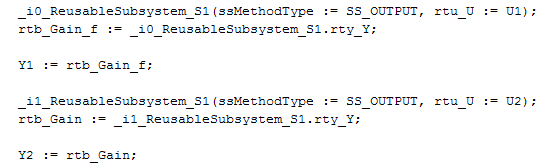 _i0_ReusableSubsystem_S1(ssMethodType := SS_OUTPUT, rtu_U := U1);
rtb_Gain_f := _i0_ReusableSubsystem_S1.rty_Y;
Y1 := rtb_Gain_f;
_i1_ReusableSubsystem_S1(ssMethodType := SS_OUTPUT, rtu_U := U2);
rtb_Gain := _i1_ReusableSubsystem_S1.rty_Y;
Y2 := rtb_Gain;